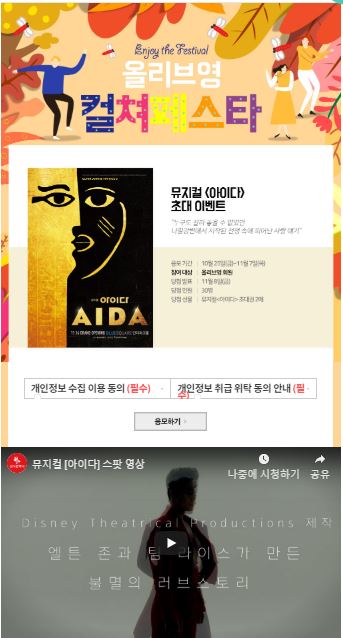 Enjoy the Festival
올리브영
컬쳐페스타
뮤지컬 <아이다>
초대 이벤트
"누구도 갈라 놓을 수 없었던
나일강변에서 시작된 운명 속에 피어난 사랑 얘기"
아이다
AIDA
응모 기간 | 10월 25일(금)~11월 7일(목)
참여 대상 | 올리브영 회원
당첨 발표 | 11월 8일(금)
당첨 인원 | 30명
당첨 선물 | 뮤지컬<아이다> 초대권 2매
개인정보 수집 이용 동의 (필수)
개인정보 취급 위탁 동의 안내 (필수)
응모하기 >
뮤지컬 [아이다] 스팟 영상
나중에 시청하기
공유
Disney Theatrical Productions 제작
엘튼 존과 팀 라이스가 만든
불멸의 러브스토리